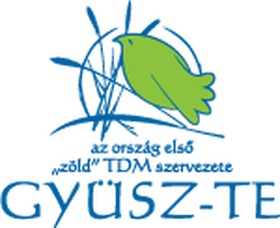 az ország első
„zöld” TDM szervezete
GYÜSZ-TE